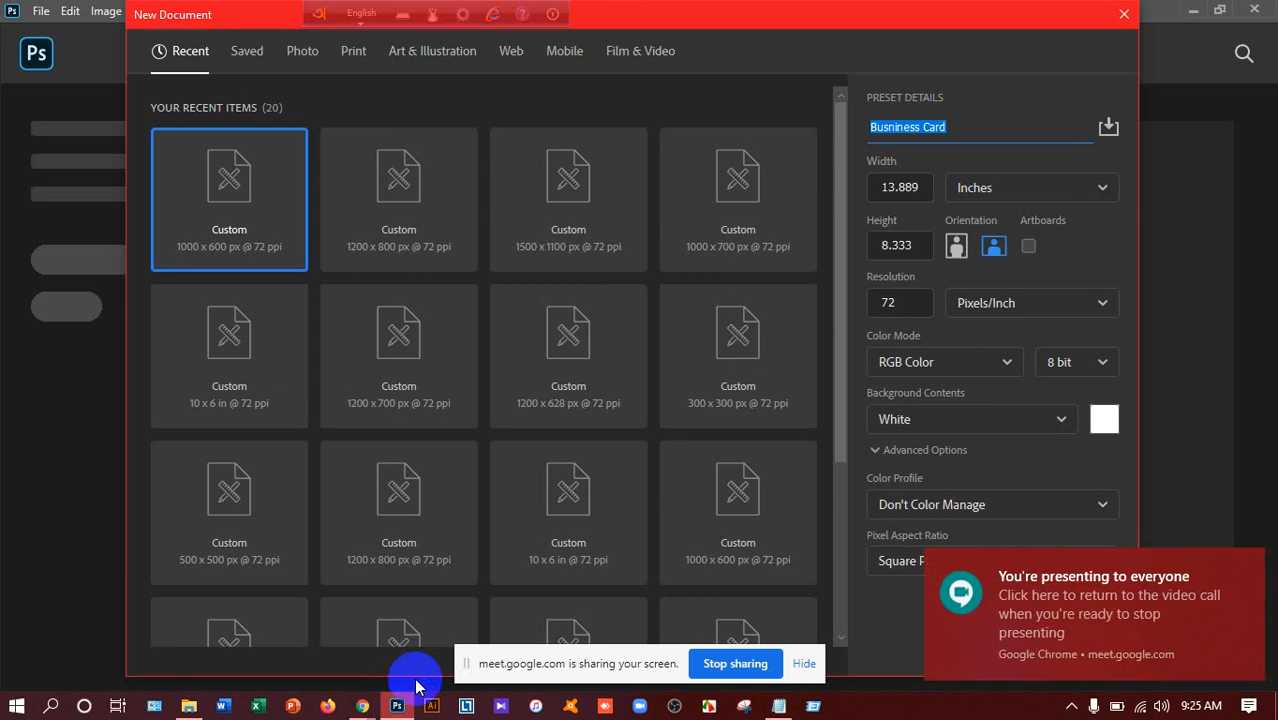 Ps File Edit Image
New Document
English
Ps
Recent Saved Photo Print Art & Illustration Web Mobile Film & Video
YOUR RECENT ITEMS (20)
Custom
1000 x 600 px @ 72 ppi
Custom
1200 x 800 px @ 72 ppi
Custom
1500 x 1100 px @ 72 ppi
Custom
1000 x 700 px @ 72 ppi
Custom
10 x 6 in @ 72 ppi
Custom
1200 x 700 px @ 72 ppi
Custom
1200 x 628 px @ 72 ppi
Custom
300 x 300 px @ 72 ppi
Custom
500 x 500 px @ 72 ppi
Custom
1200 x 800 px @ 72 ppi
Custom
10 x 6 in @ 72 ppi
Custom
1000 x 600 px @ 72 ppi
PRESET DETAILS
Busniness Card
Width
13.889 Inches
Height Orientation Artboards
8.333
Resolution
72 Pixels/Inch
Color Mode
RGB Color 8 bit
Background Contents
White
Advanced Options
Color Profile
Don't Color Manage
Pixel Aspect Ratio
Square
You're presenting to everyone
Click here to return to the video call
when you're ready to stop
presenting
Google Chrome • meet.google.com
meet.google.com is sharing your screen. Stop sharing Hide
Ps Ai
9:25 AM